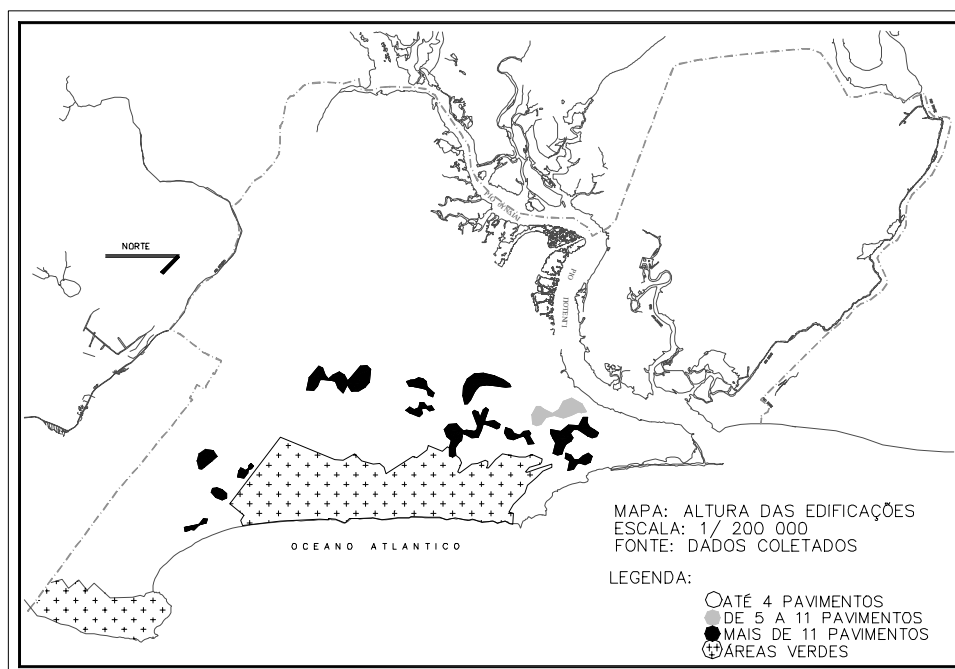 NORTE
RIO
OCEANO ATLANTICO
MAPA: ALTURA DAS EDIFICAÇÕES
ESCALA: 1/ 200 000
FONTE: DADOS COLETADOS
LEGENDA:
ATÉ 4 PAVIMENTOS
DE 5 A 11 PAVIMENTOS
MAIS DE 11 PAVIMENTOS
ÁREAS VERDES